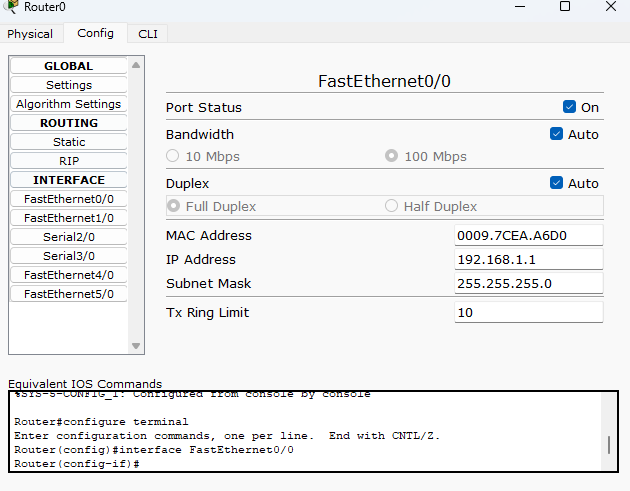 Router0
Physical Config CLI
GLOBAL
Settings
Algorithm Settings
ROUTING
Static
RIP
INTERFACE
FastEthernet0/0
FastEthernet1/0
Serial2/0
Serial3/0
FastEthernet4/0
FastEthernet5/0
FastEthernet0/0
Port Status On
Bandwidth Auto
10 Mbps 100 Mbps
Duplex Auto
Full Duplex Half Duplex
MAC Address 0009.7CEA.A6D0
IP Address 192.168.1.1
Subnet Mask 255.255.255.0
Tx Ring Limit 10
Equivalent IOS Commands
%SYS-5-CONFIG_I: Configured from console by console
Router#configure terminal
Enter configuration commands, one per line. End with CNTL/Z.
Router(config)#interface FastEthernet0/0
Router(config-if)#